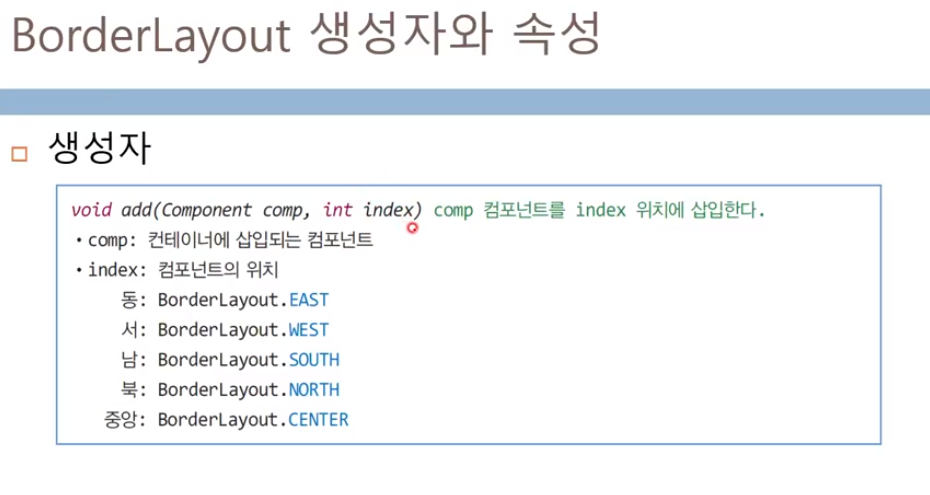 BorderLayout 생성자와 속성
생성자
void add(Component comp, int index) comp 컴포넌트를 index 위치에 삽입한다.
•comp: 컨테이너에 삽입되는 컴포넌트
•index: 컴포넌트의 위치
동: BorderLayout.EAST
서: BorderLayout.WEST
남: BorderLayout.SOUTH
북: BorderLayout.NORTH
중앙: BorderLayout.CENTER